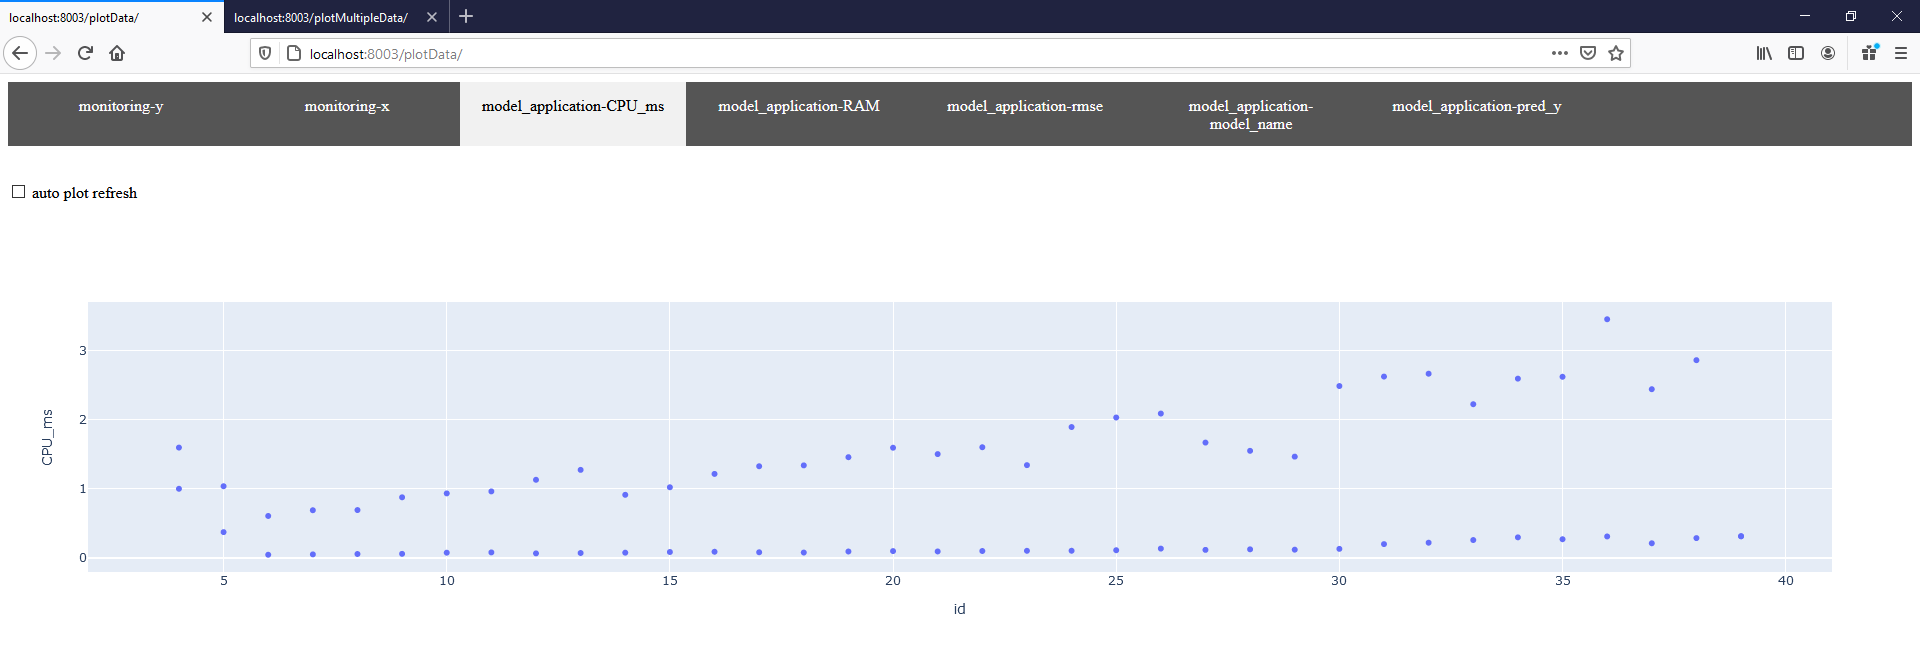 localhost:8003/plotData/
localhost:8003/plotMultipleData/
localhost:8003/plotData/
monitoring-y
monitoring-x
model_application-CPU_ms
model_application-RAM
model_application-rmse
model_application-
model_name
model_application-pred_y
auto plot refresh
3
2
1
0
CPU_ms
5
10
15
20
25
30
35
40
id